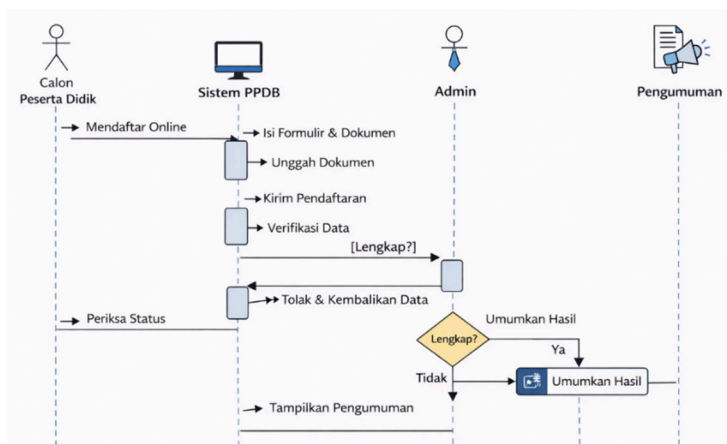 Calon
Peserta Didik
Sistem PPDB
Admin
Pengumuman
Mendaftar Online
Isi Formulir & Dokumen
Unggah Dokumen
Kirim Pendaftaran
Verifikasi Data
[Lengkap?]
Tolak & Kembalikan Data
Periksa Status
Umumkan Hasil
Lengkap?
Ya
Tidak
Umumkan Hasil
Tampilkan Pengumuman